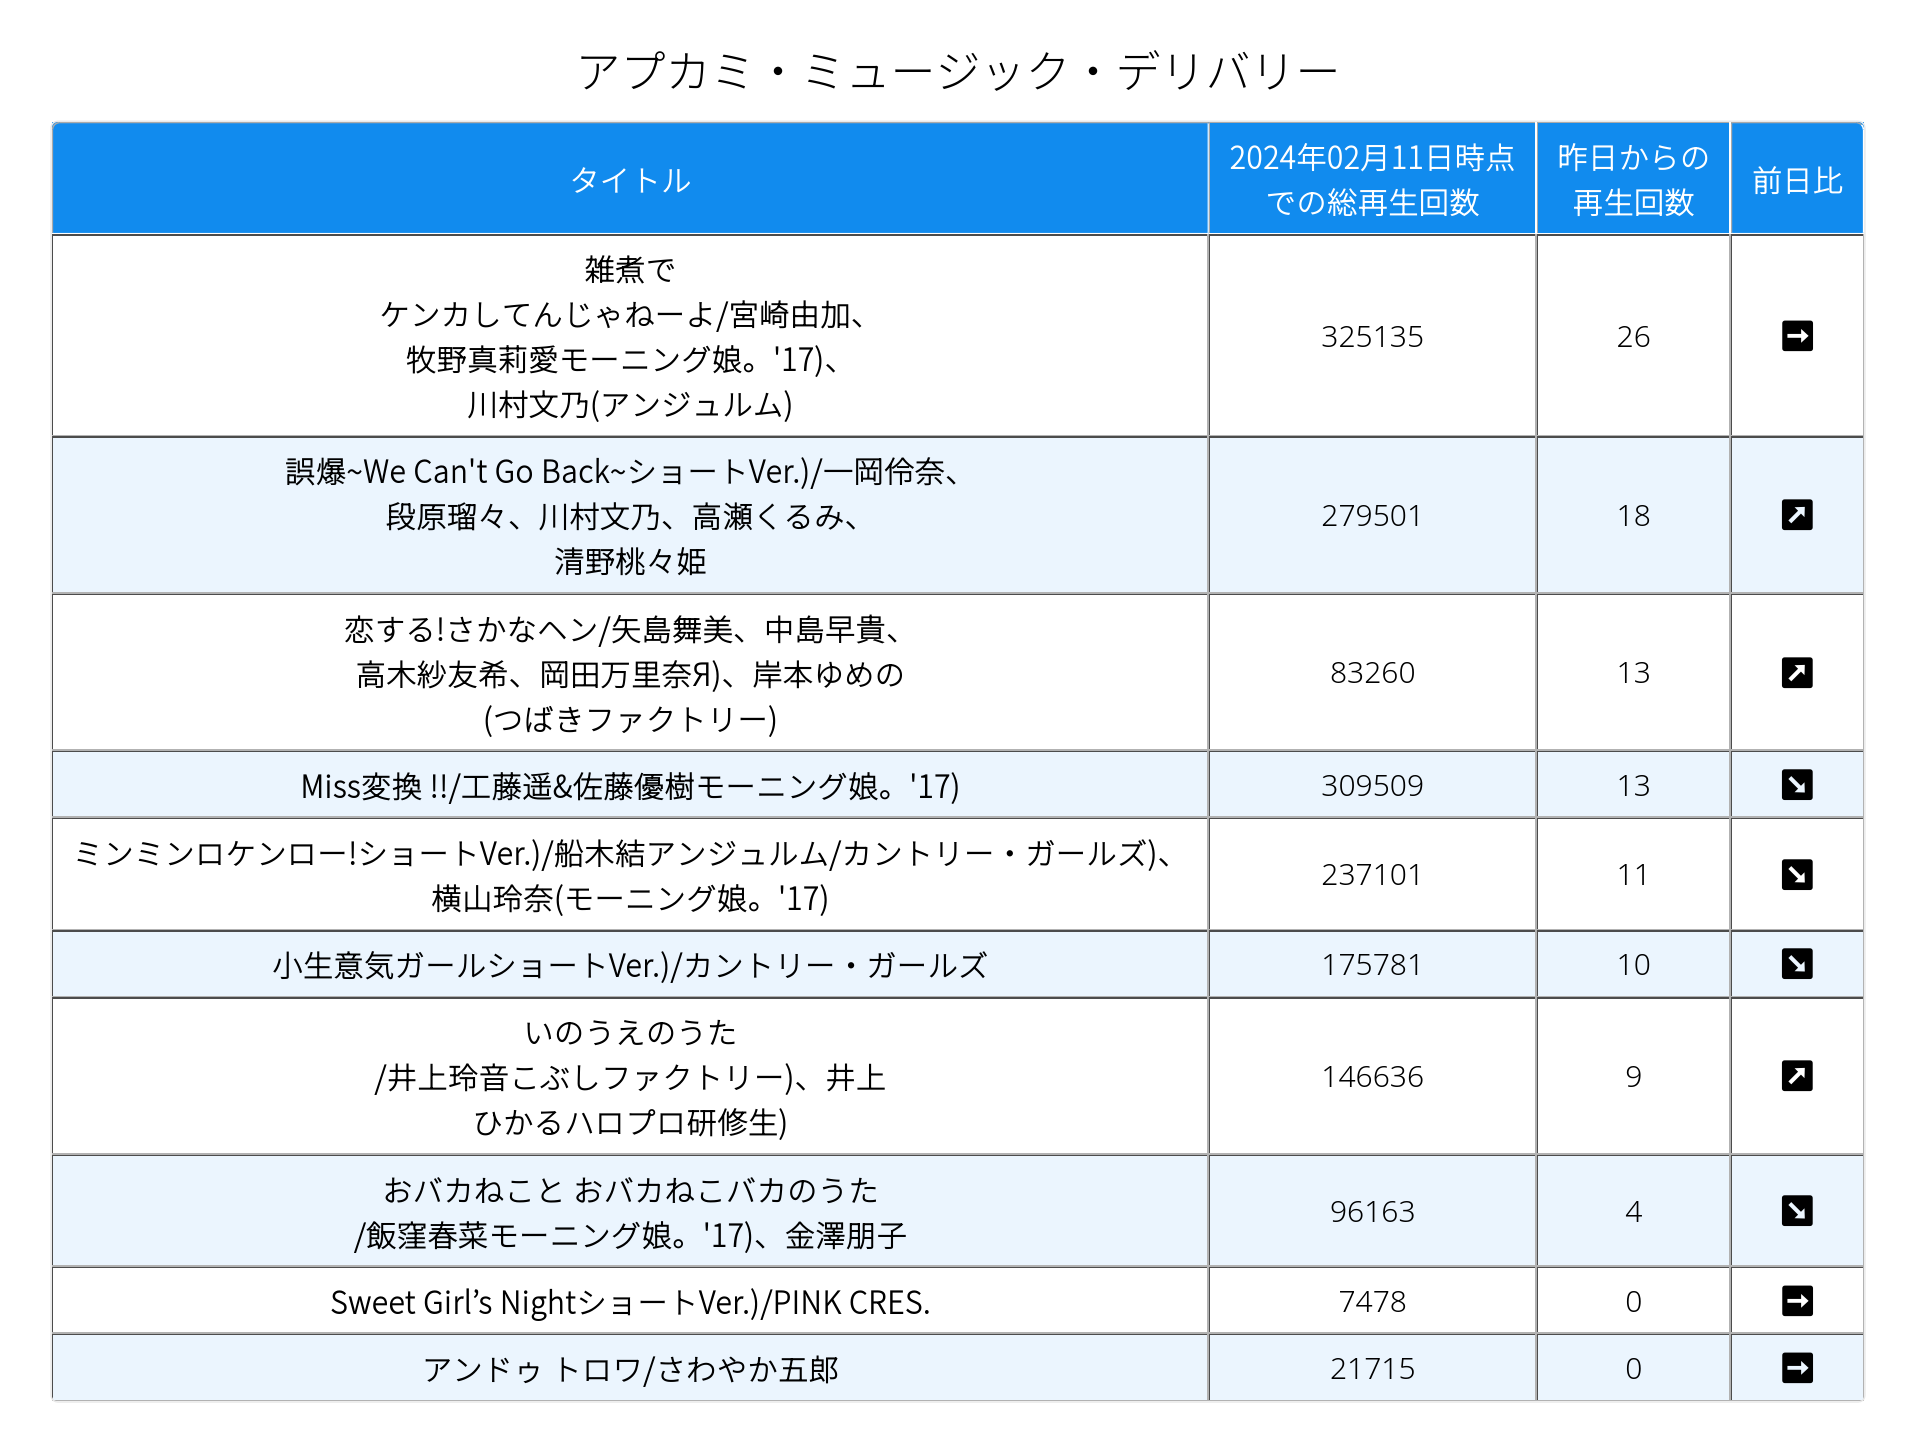 アプカミ・ミュージック・デリバリー
タイトル
2024年02月11日時点
での総再生回数
昨日からの
再生回数
前日比
雑煮で
ケンカしてんじゃねーよ/宮崎由加、
牧野真莉愛モーニング娘。'17)、
川村文乃(アンジュルム)
325135
26
誤爆~We Can't Go Back~ショートVer.)/一岡伶奈、
段原瑠々、川村文乃、高瀬くるみ、
清野桃々姫
279501
18
恋する!さかなヘン/矢島舞美、中島早貴、
高木紗友希、岡田万里奈Я)、岸本ゆめの
(つばきファクトリー)
83260
13
Miss変換 !!/工藤遥&佐藤優樹モーニング娘。'17)
309509
13
ミンミンロケンロー!ショートVer.)/船木結アンジュルム/カントリー・ガールズ)、
横山玲奈(モーニング娘。'17)
237101
11
小生意気ガールショートVer.)/カントリー・ガールズ
175781
10
いのうえのうた
/井上玲音こぶしファクトリー)、井上
ひかるハロプロ研修生)
146636
9
おバカねこと おバカねこバカのうた
/飯窪春菜モーニング娘。'17)、金澤朋子
96163
4
Sweet Girl’s NightショートVer.)/PINK CRES.
7478
0
アンドゥ トロワ/さわやか五郎
21715
0